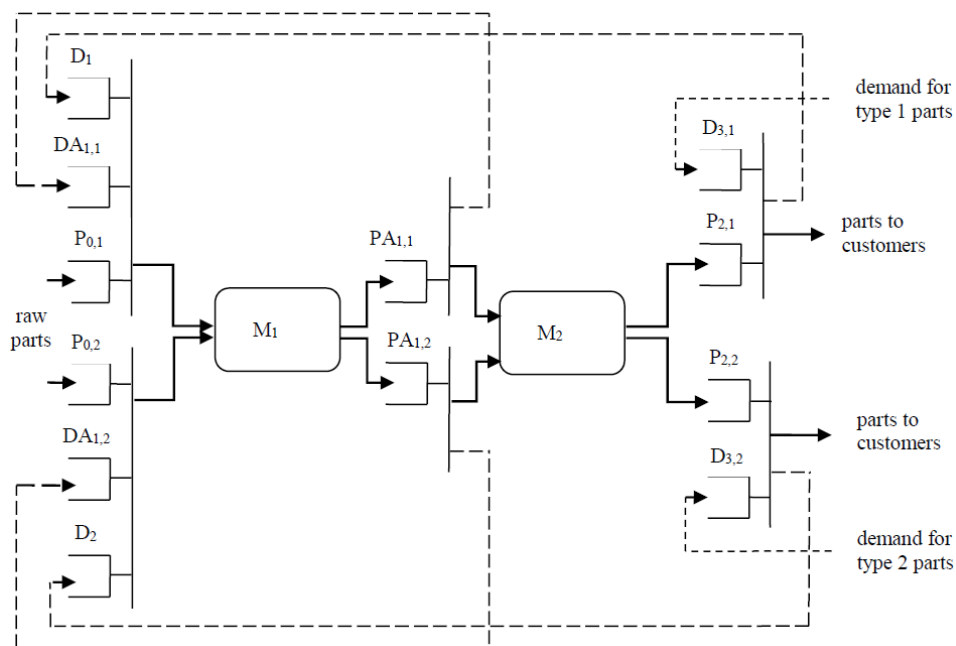 D₁
demand for
type 1 parts
D₃,₁
DA₁,₁
P₀,₁
PA₁,₁
P₂,₁
parts to
customers
raw
parts
M₁
M₂
P₀,₂
PA₁,₂
P₂,₂
parts to
customers
DA₁,₂
D₃,₂
D₂
demand for
type 2 parts